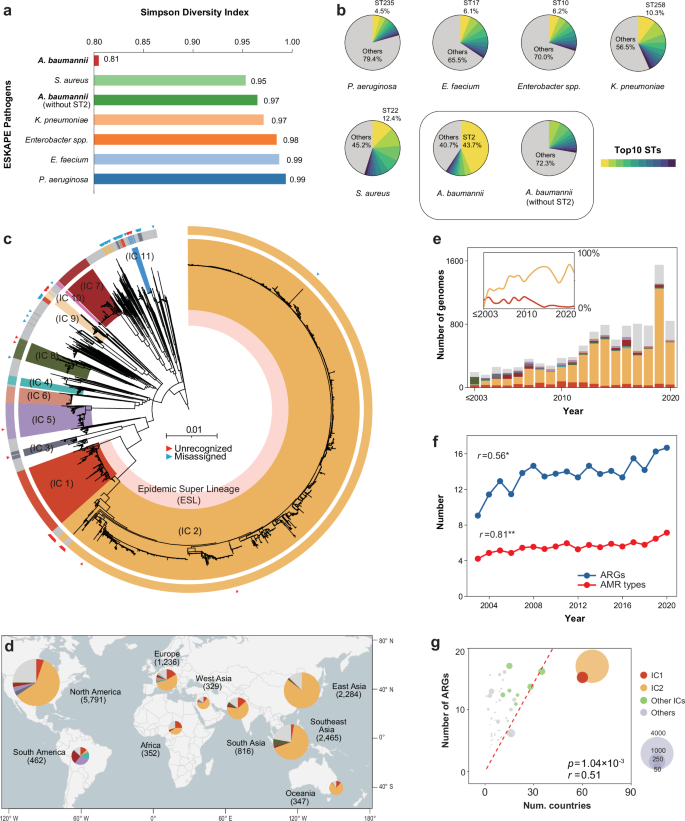 a
Simpson Diversity Index
0.80 0.85 0.90 0.95 1.00
ESKAPE Pathogens
A. baumannii 0.81
S. aureus 0.95
A. baumannii
(without ST2) 0.97
K. pneumoniae 0.97
Enterobacter spp. 0.98
E. faecium 0.99
P. aeruginosa 0.99
b
ST235
4.5%
Others
79.4%
P. aeruginosa
ST17
6.1%
Others
65.5%
E. faecium
ST10
6.2%
Others
70.0%
Enterobacter spp.
ST258
10.3%
Others
56.5%
K. pneumoniae
ST22
12.4%
Others
45.2%
S. aureus
Others
40.7%
ST2
43.7%
A. baumannii
Others
72.3%
A. baumannii
(without ST2)
Top10 STs
c
(IC 11)
(IC 7)
(IC 10)
(IC 9)
(IC 8)
(IC 4)
(IC 6)
(IC 5)
(IC 3)
(IC 1)
(IC 2)
0.01
Unrecognized
Misassigned
Epidemic Super Lineage
(ESL)
e
Number of genomes
1600
800
0
100%
0%
≤2003 2010 2020
≤2003 2010 2020
Year
f
r=0.56*
r=0.81**
Number
16
12
8
4
0
ARGs
AMR types
2004 2008 2012 2016 2020
Year
d
80° N
40° N
0°
40° S
North America
(5,791)
South America
(462)
Europe
(1,236)
Africa
(352)
West Asia
(329)
South Asia
(816)
East Asia
(2,284)
Southeast
Asia
(2,465)
Oceania
(347)
120° W 60° W 0° 60° E 120° E 180°
g
Number of ARGs
20
10
0
p=1.04×10-3
r=0.51
0 30 60 90
Num. countries
IC1
IC2
Other ICs
Others
4000
1000
250
50